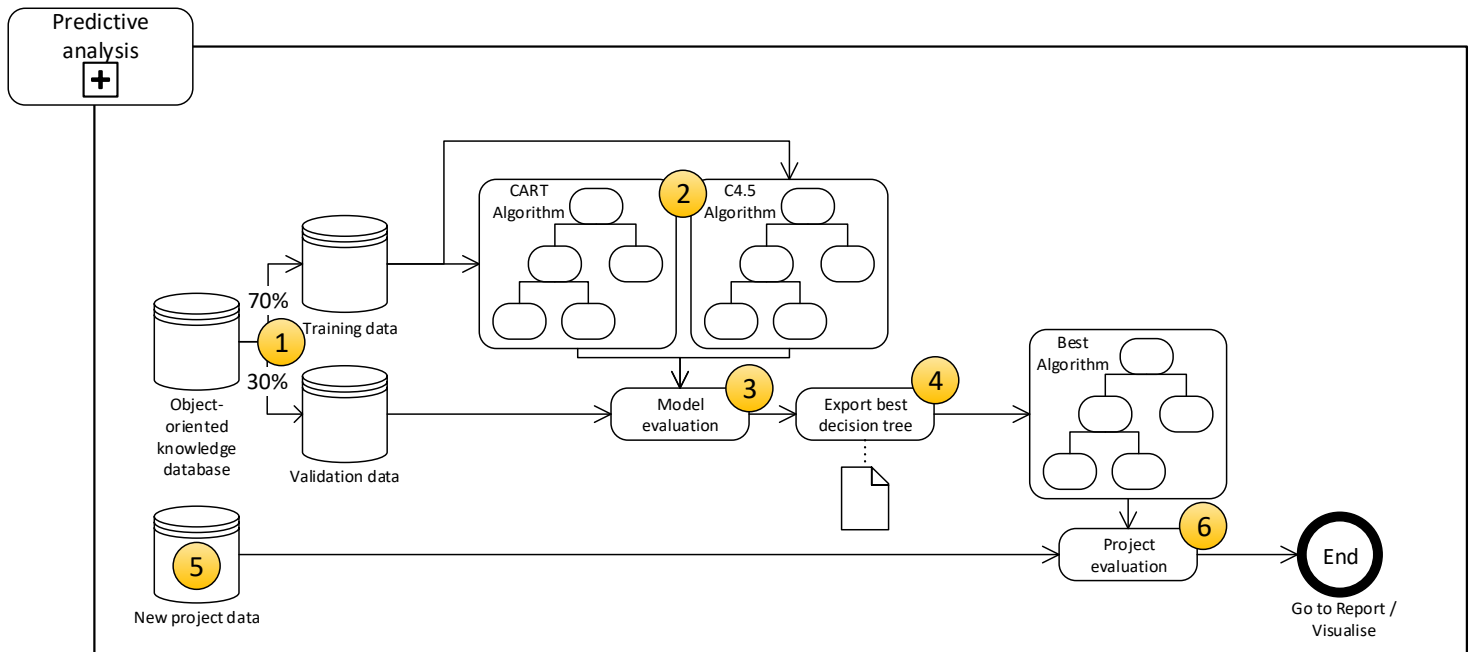 Predictive
analysis
CART
Algorithm
2
C4.5
Algorithm
70%
Training data
1
30%
Object-
oriented
knowledge
database
Validation data
Model
evaluation
3
Export best
decision tree
4
Best
Algorithm
5
New project data
Project
evaluation
6
End
Go to Report /
Visualise